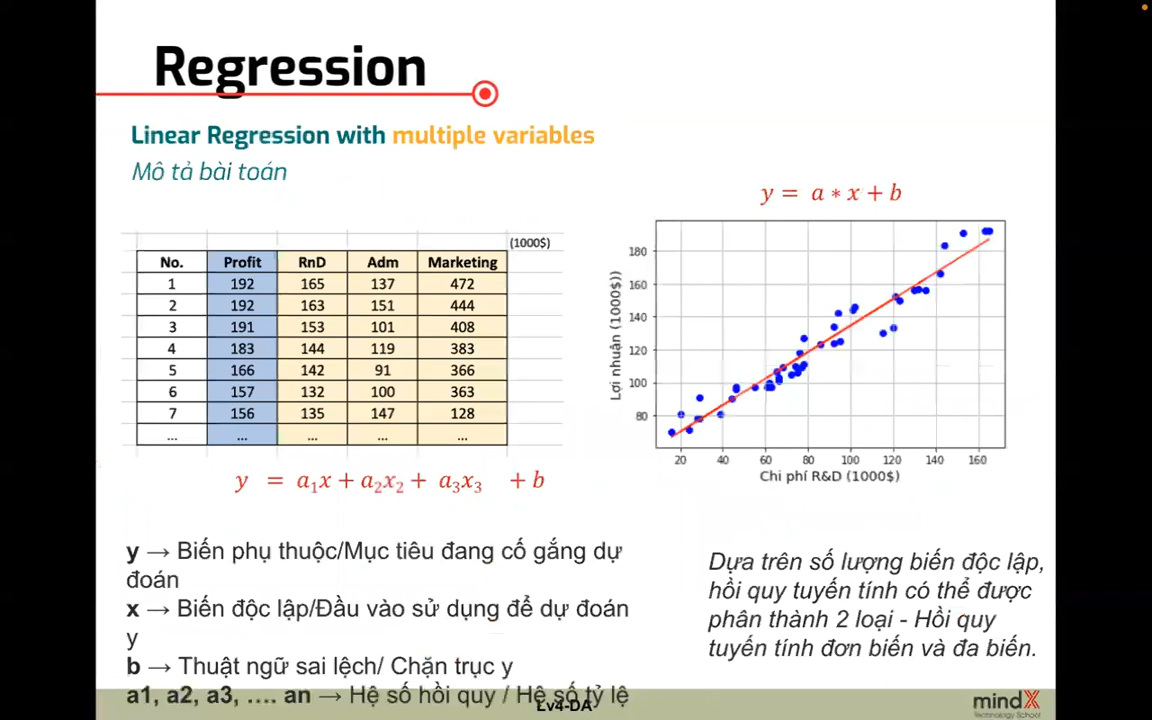 Regression
Linear Regression with multiple variables
Mô tả bài toán
y = a * x + b
(1000$)
No. Profit RnD Adm Marketing
1 192 165 137 472
2 192 163 151 444
3 191 153 101 408
4 183 144 119 383
5 166 142 91 366
6 157 132 100 363
7 156 135 147 128
... ... ... ... ...
y = a₁x + a₂x₂ + a₃x₃ + b
Lợi nhuận (1000$))
180
160
140
120
100
80
20 40 60 80 100 120 140 160
Chi phí R&D (1000$)
y → Biến phụ thuộc/Mục tiêu đang cố gắng dự
đoán
x → Biến độc lập/Đầu vào sử dụng để dự đoán
y
b → Thuật ngữ sai lệch/ Chặn trục y
a1, a2, a3, …. an → Hệ số hồi quy / Hệ số tỷ lệ
Dựa trên số lượng biến độc lập,
hồi quy tuyến tính có thể được
phân thành 2 loại - Hồi quy
tuyến tính đơn biến và đa biến.
Lv4-DA
mindX
Technology School